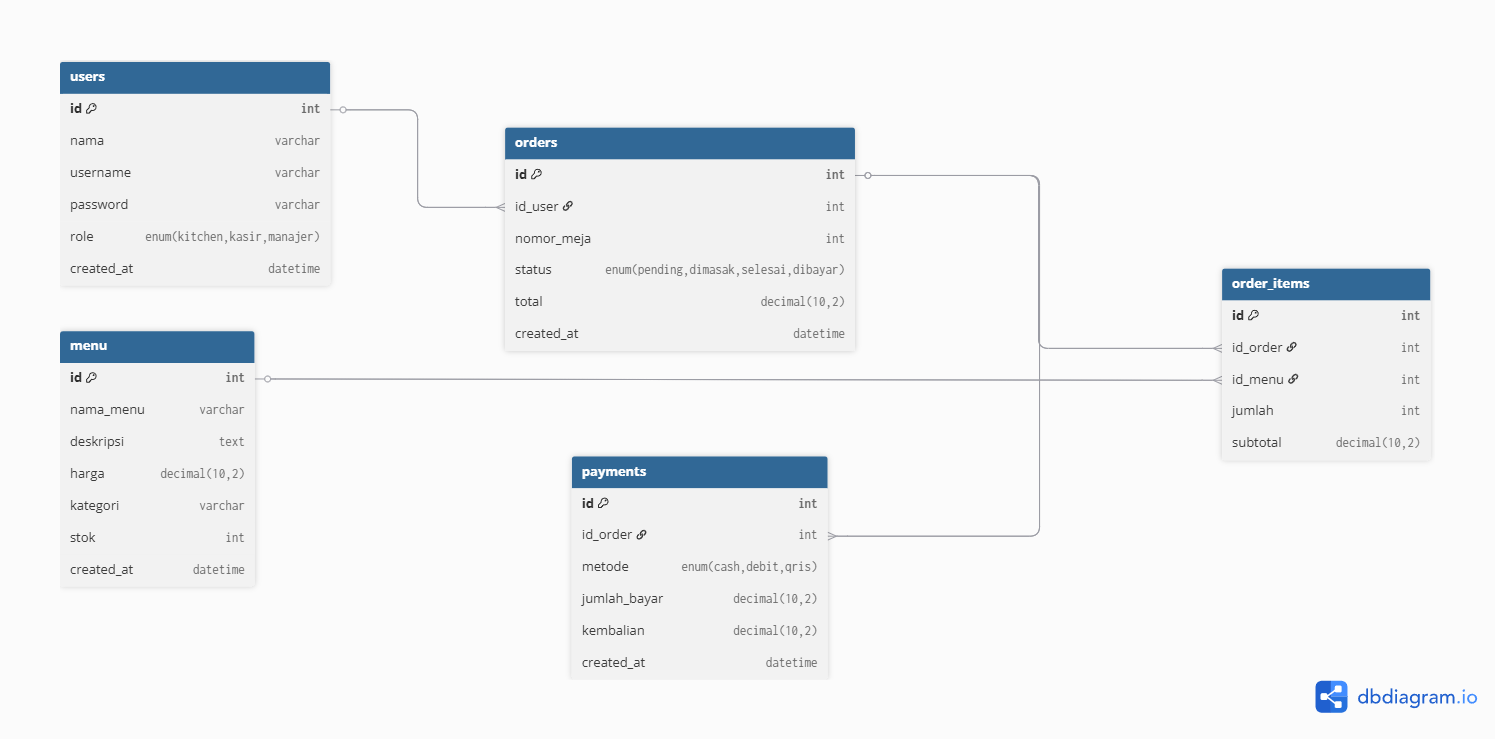 users
id int
nama varchar
username varchar
password varchar
role enum(kitchen,kasir,manajer)
created_at datetime
orders
id int
id_user int
nomor_meja int
status enum(pending,dimasak,selesai,dibayar)
total decimal(10,2)
created_at datetime
order_items
id int
id_order int
id_menu int
jumlah int
subtotal decimal(10,2)
menu
id int
nama_menu varchar
deskripsi text
harga decimal(10,2)
kategori varchar
stok int
created_at datetime
payments
id int
id_order int
metode enum(cash,debit,qris)
jumlah_bayar decimal(10,2)
kembalian decimal(10,2)
created_at datetime
dbdiagram.io